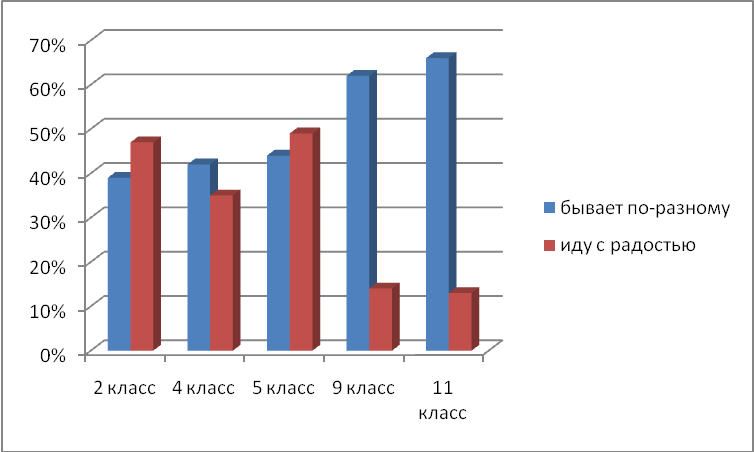 70%
60%
50%
40%
30%
20%
10%
0%
2 класс 4 класс 5 класс 9 класс 11
класс
бывает по-разному
иду с радостью